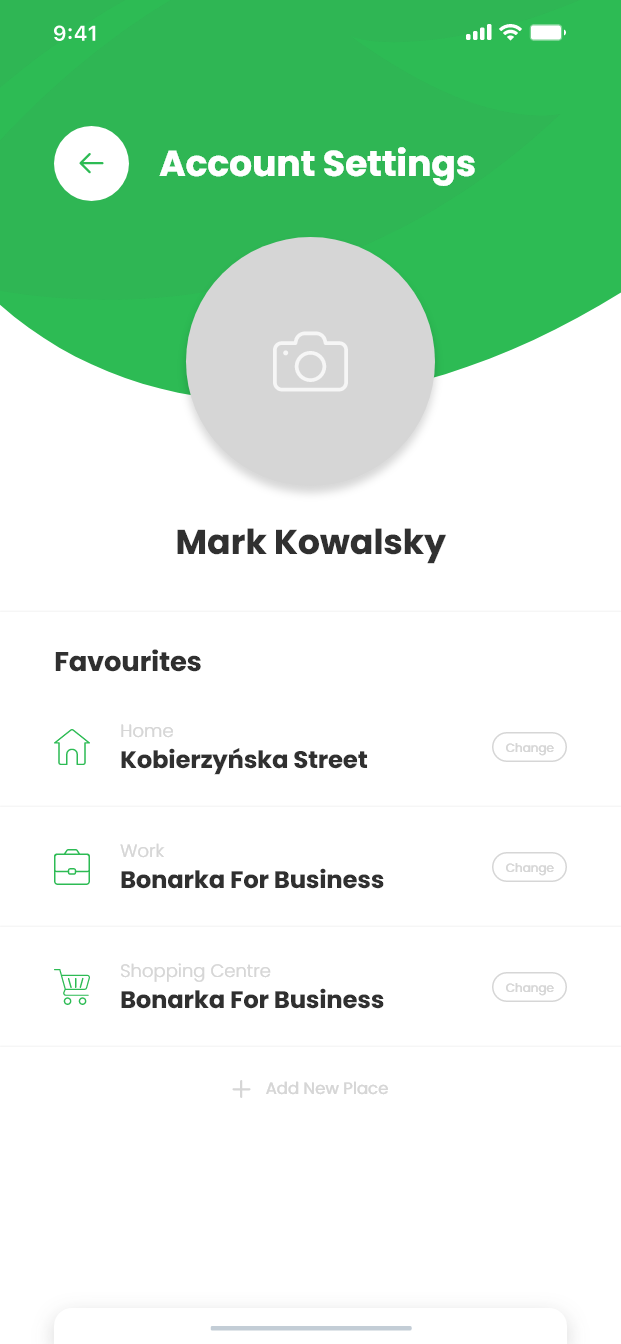 9:41
Account Settings
Mark Kowalsky
Favourites
Home
Kobierzyńska Street
Change
Work
Bonarka For Business
Change
Shopping Centre
Bonarka For Business
Change
Add New Place